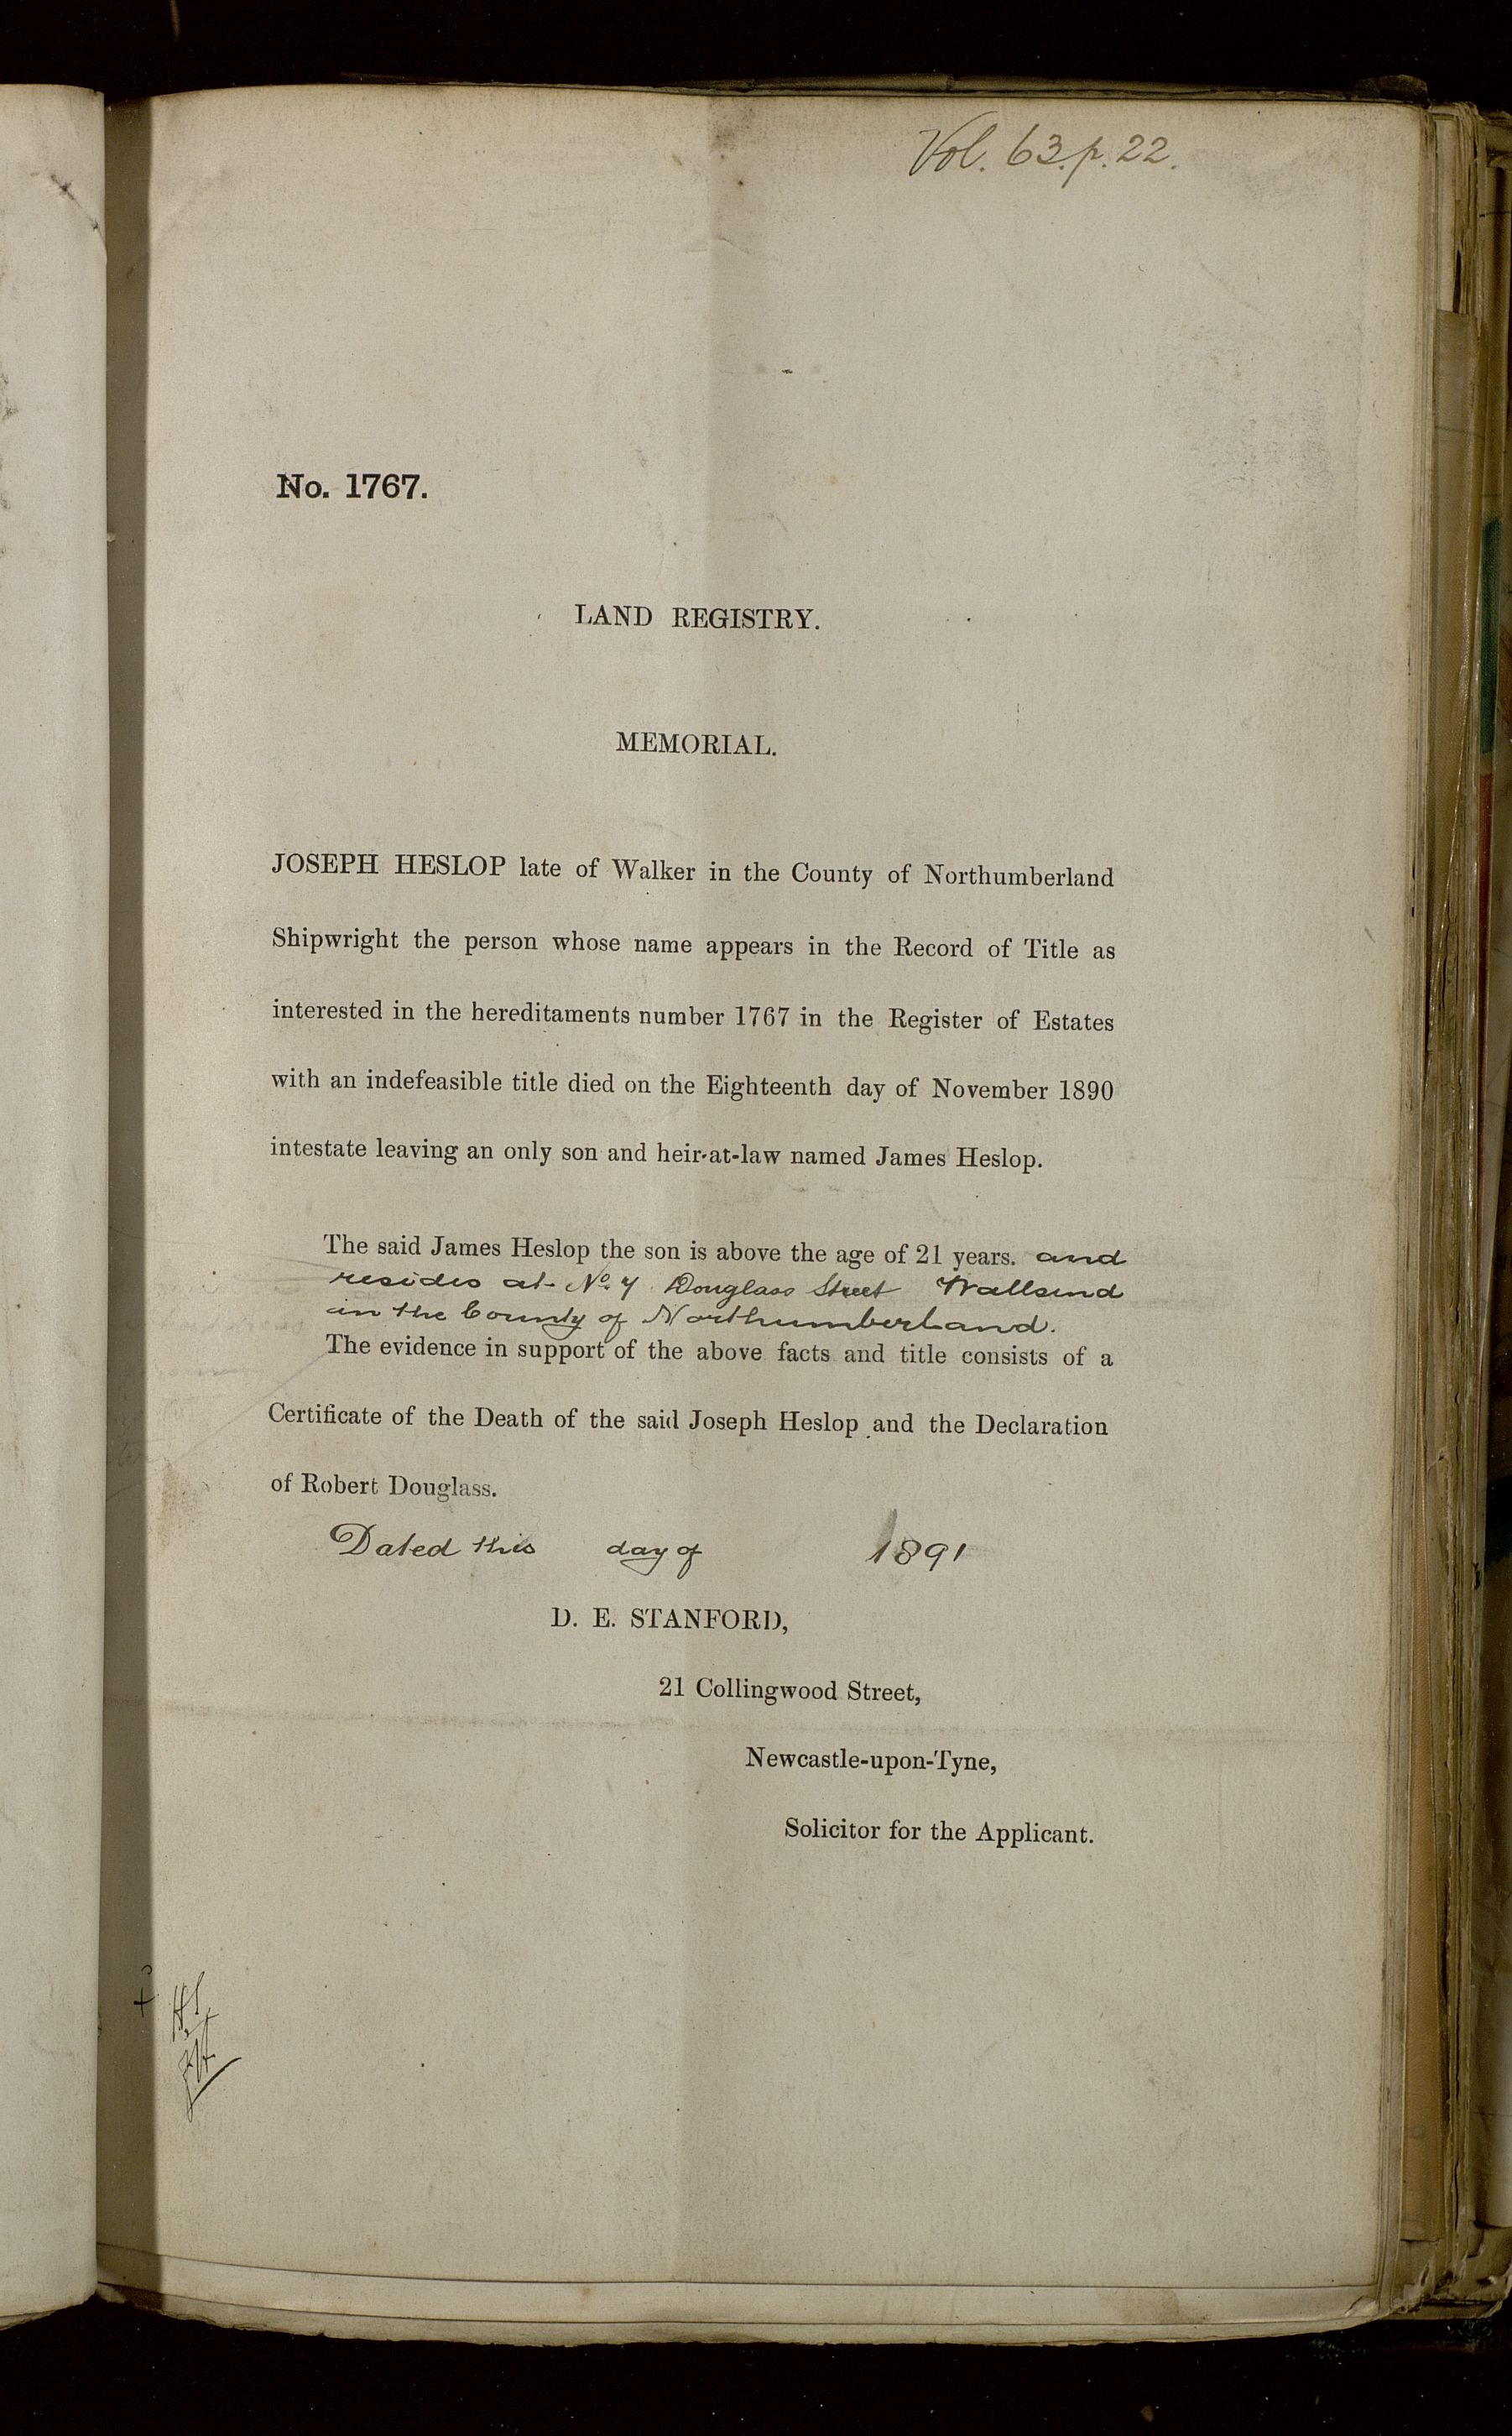 Vol. 63. p. 22.
No. 1767.
LAND REGISTRY.
MEMORIAL.
JOSEPH HESLOP late of Walker in the County of Northumberland
Shipwright the person whose name appears in the Record of Title as
interested in the hereditaments number 1767 in the Register of Estates
with an indefeasible title died on the Eighteenth day of November 1890
intestate leaving an only son and heir-at-law named James Heslop.
The said James Heslop the son is above the age of 21 years. and
resides at No. 7 Douglass Street Wallsend
in the County of Northumberland.
The evidence in support of the above facts and title consists of a
Certificate of the Death of the said Joseph Heslop and the Declaration
of Robert Douglass.
Dated this day of 1891
D. E. STANFORD,
21 Collingwood Street,
Newcastle-upon-Tyne,
Solicitor for the Applicant.